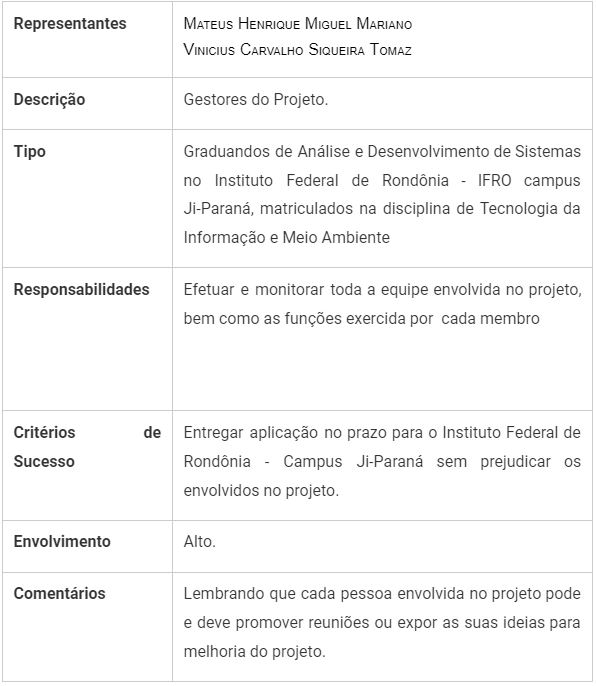 Representantes
Mateus Henrique Miguel Mariano
Vinicius Carvalho Siqueira Tomaz
Descrição
Gestores do Projeto.
Tipo
Graduandos de Análise e Desenvolvimento de Sistemas
no Instituto Federal de Rondônia - IFRO campus
Ji-Paraná, matriculados na disciplina de Tecnologia da
Informação e Meio Ambiente
Responsabilidades
Efetuar e monitorar toda a equipe envolvida no projeto,
bem como as funções exercida por cada membro
Critérios de
Sucesso
Entregar aplicação no prazo para o Instituto Federal de
Rondônia - Campus Ji-Paraná sem prejudicar os
envolvidos no projeto.
Envolvimento
Alto.
Comentários
Lembrando que cada pessoa envolvida no projeto pode
e deve promover reuniões ou expor as suas ideias para
melhoria do projeto.